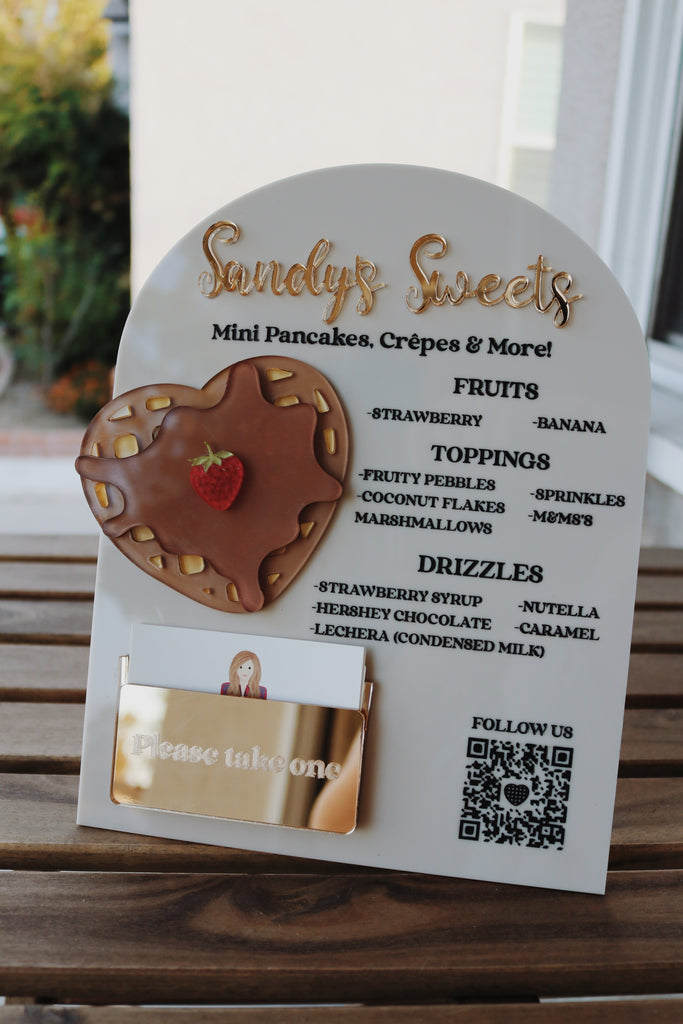 Sandys Sweets
Mini Pancakes, Crêpes & More!
FRUITS
-STRAWBERRY -BANANA
TOPPINGS
-FRUITY PEBBLES -SPRINKLES
-COCONUT FLAKES -M&MS'S
MARSHMALLOWS
DRIZZLES
-STRAWBERRY SYRUP -NUTELLA
-HERSHEY CHOCOLATE -CARAMEL
-LECHERA (CONDENSED MILK)
Please take one
FOLLOW US